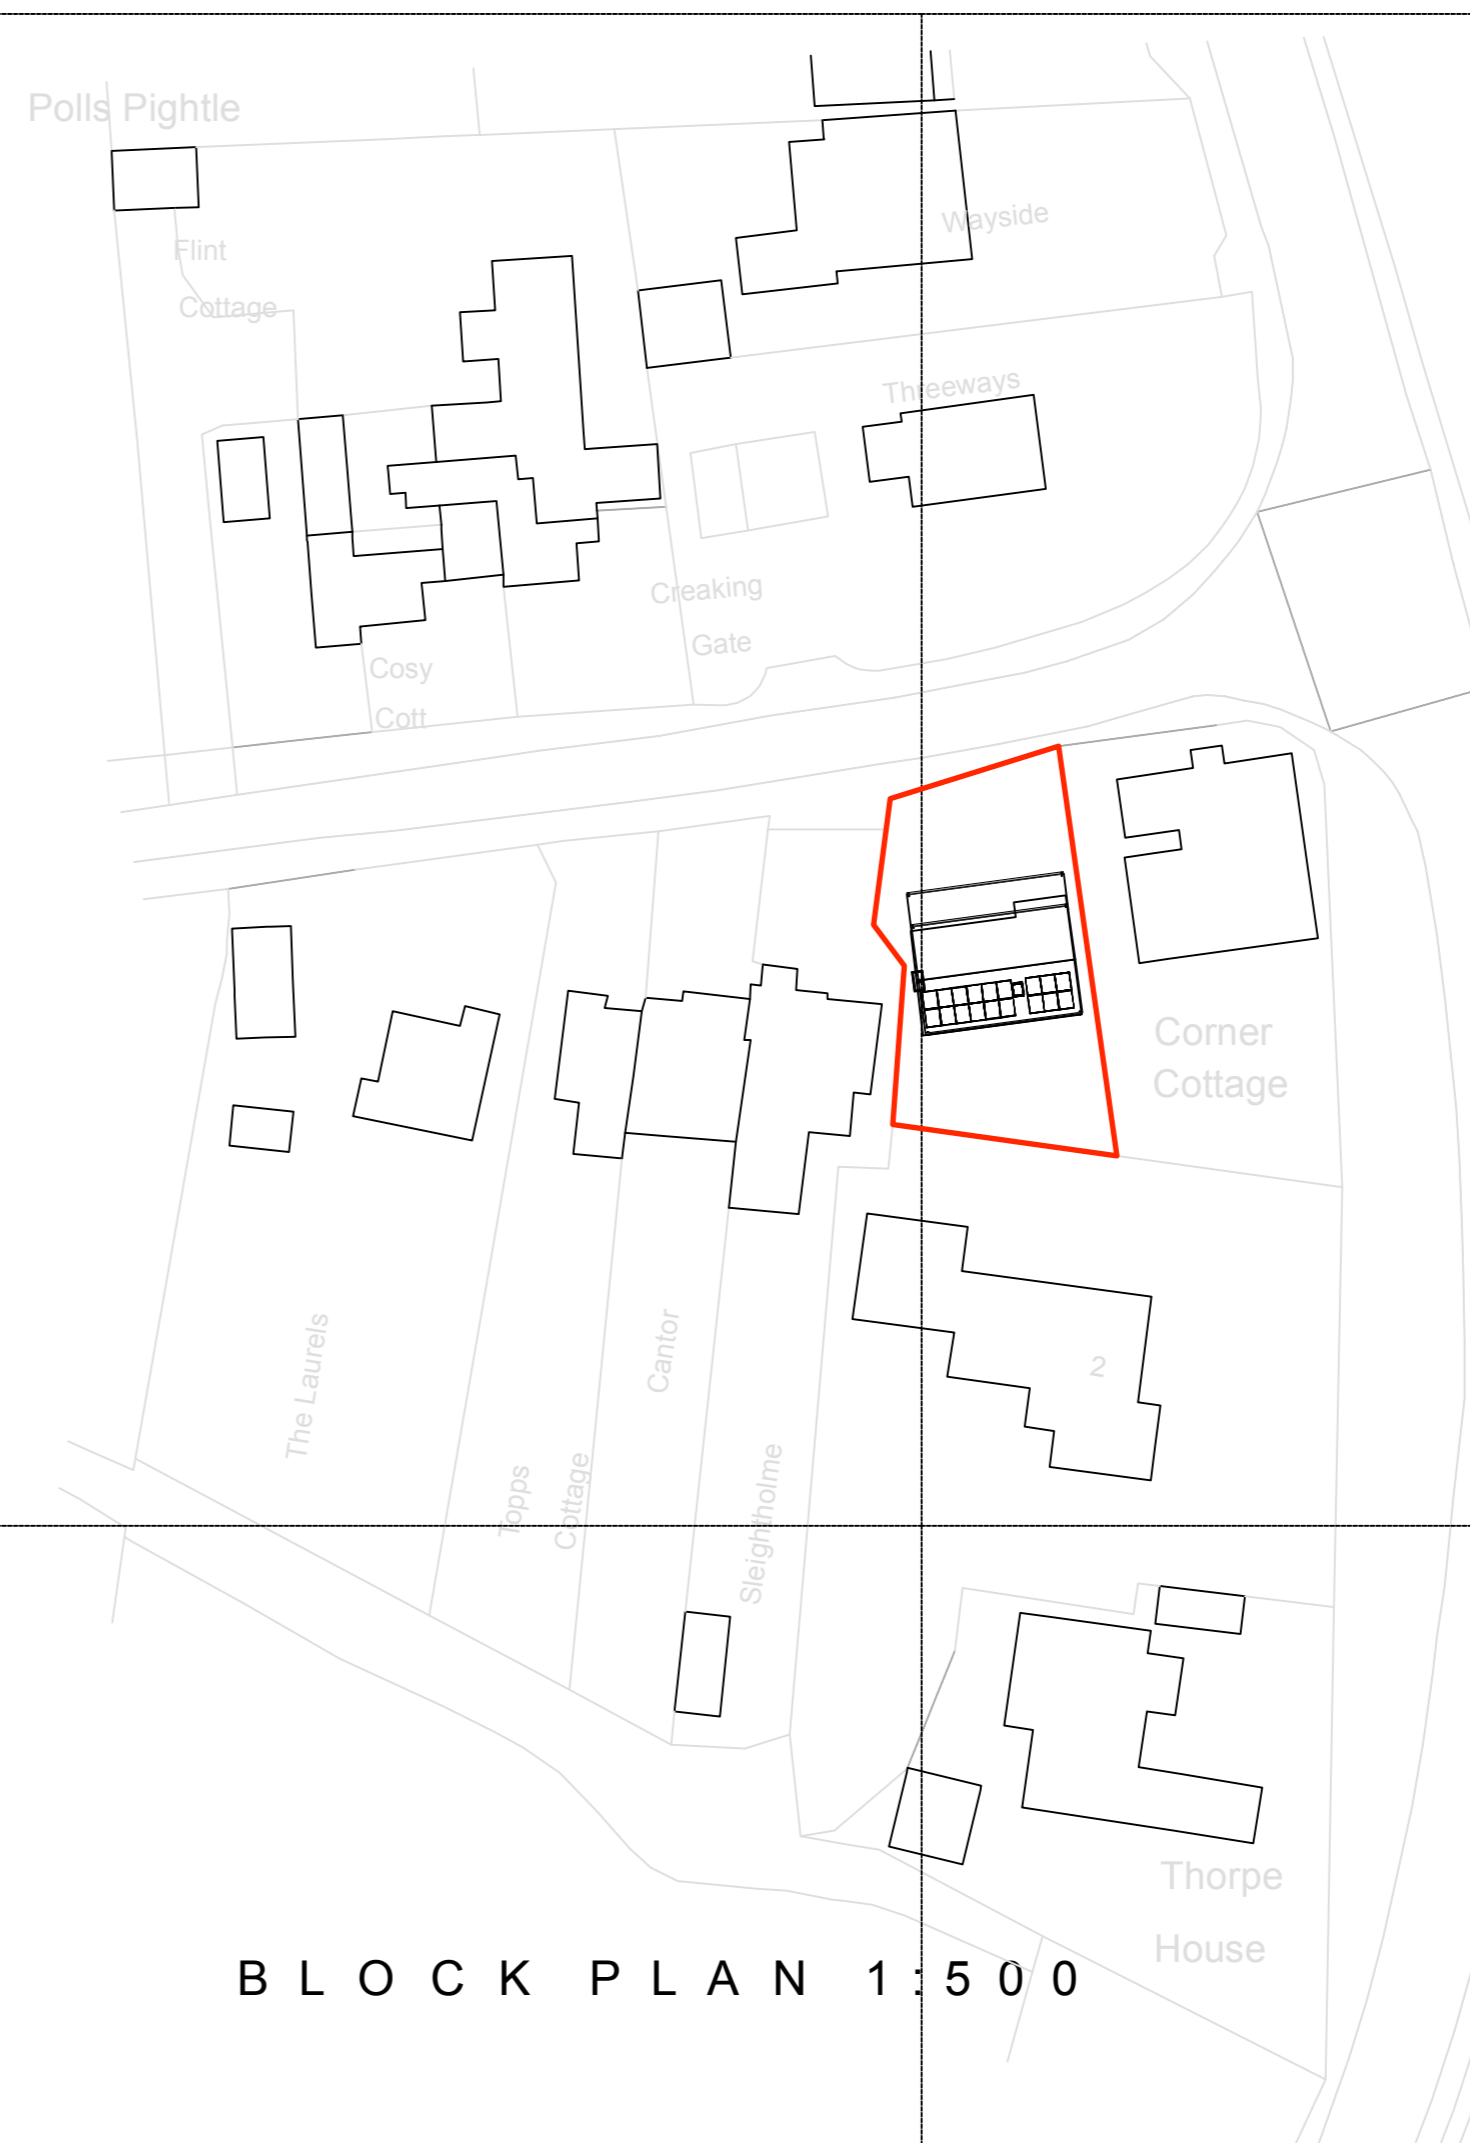 Polls Pightle
Wayside
Flint
Cottage
Threeways
Creaking
Gate
Cosy
Cott
Corner
Cottage
The Laurels
Cantor
2
Topps
Cottage
Sleightholme
Thorpe
House
BLOCK PLAN 1:500